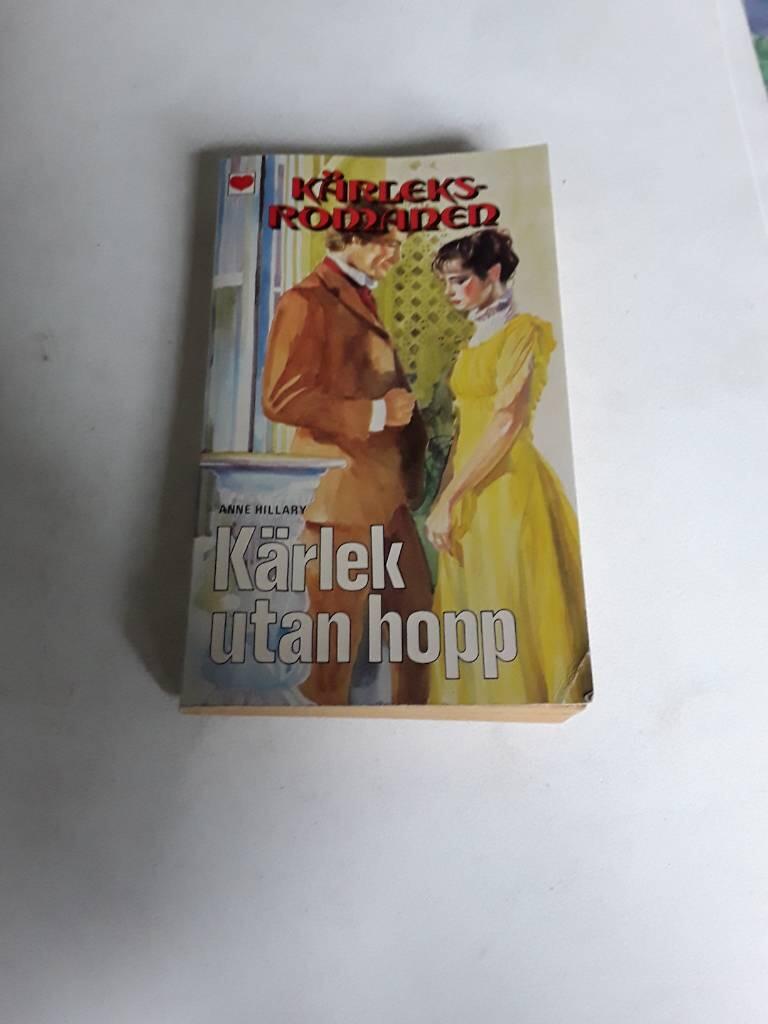 KÄRLEKS-
ROMANEN
ANNE HILLARY
Kärlek
utan hopp